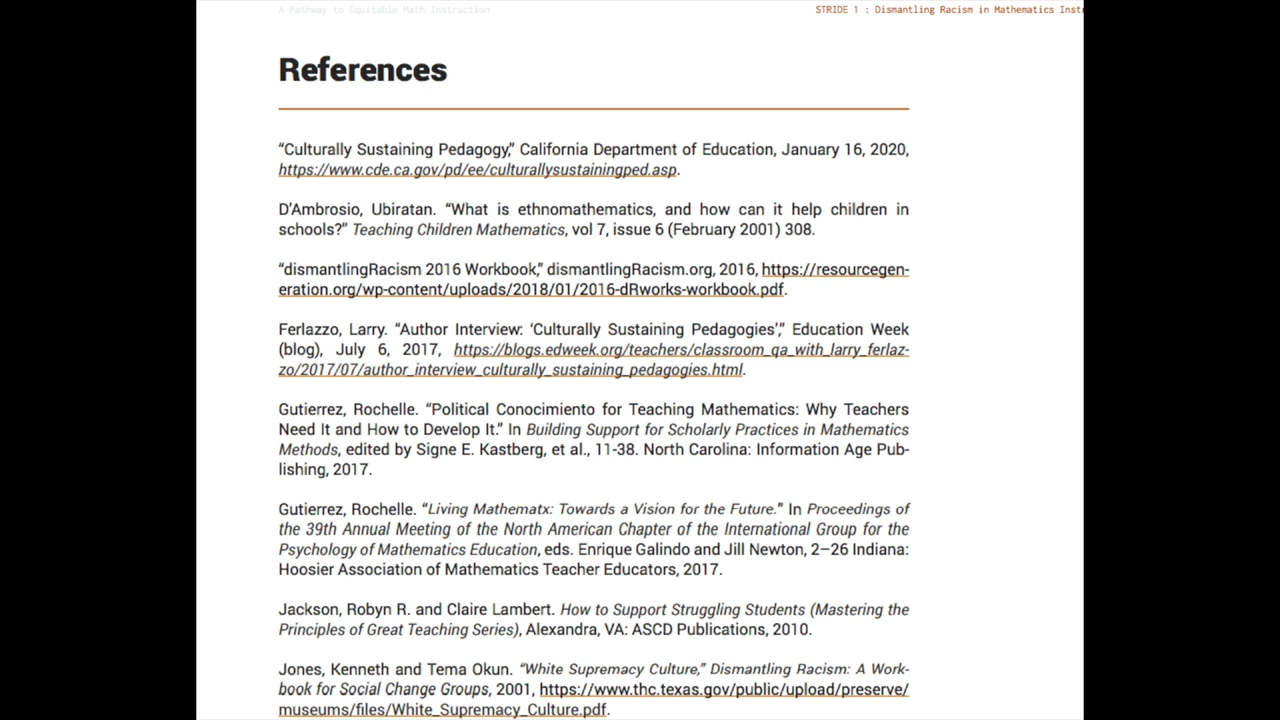 A Pathway to Equitable Math Instruction
STRIDE 1 : Dismantling Racism in Mathematics
References
“Culturally Sustaining Pedagogy,” California Department of Education, January 16, 2020,
https://www.cde.ca.gov/pd/ee/culturallysustainingped.asp.
D’Ambrosio, Ubiratan. “What is ethnomathematics, and how can it help children in
schools?” Teaching Children Mathematics, vol 7, issue 6 (February 2001) 308.
“dismantlingRacism 2016 Workbook,” dismantlingRacism.org, 2016, https://resourcegen-
eration.org/wp-content/uploads/2018/01/2016-dRworks-workbook.pdf.
Ferlazzo, Larry. “Author Interview: ‘Culturally Sustaining Pedagogies’,” Education Week
(blog), July 6, 2017, https://blogs.edweek.org/teachers/classroom_qa_with_larry_ferlaz-
zo/2017/07/author_interview_culturally_sustaining_pedagogies.html.
Gutierrez, Rochelle. “Political Conocimiento for Teaching Mathematics: Why Teachers
Need It and How to Develop It.” In Building Support for Scholarly Practices in Mathematics
Methods, edited by Signe E. Kastberg, et al., 11-38. North Carolina: Information Age Pub-
lishing, 2017.
Gutierrez, Rochelle. “Living Mathematx: Towards a Vision for the Future.” In Proceedings of
the 39th Annual Meeting of the North American Chapter of the International Group for the
Psychology of Mathematics Education, eds. Enrique Galindo and Jill Newton, 2–26 Indiana:
Hoosier Association of Mathematics Teacher Educators, 2017.
Jackson, Robyn R. and Claire Lambert. How to Support Struggling Students (Mastering the
Principles of Great Teaching Series), Alexandra, VA: ASCD Publications, 2010.
Jones, Kenneth and Tema Okun. “White Supremacy Culture,” Dismantling Racism: A Work-
book for Social Change Groups, 2001, https://www.thc.texas.gov/public/upload/preserve/
museums/files/White_Supremacy_Culture.pdf.